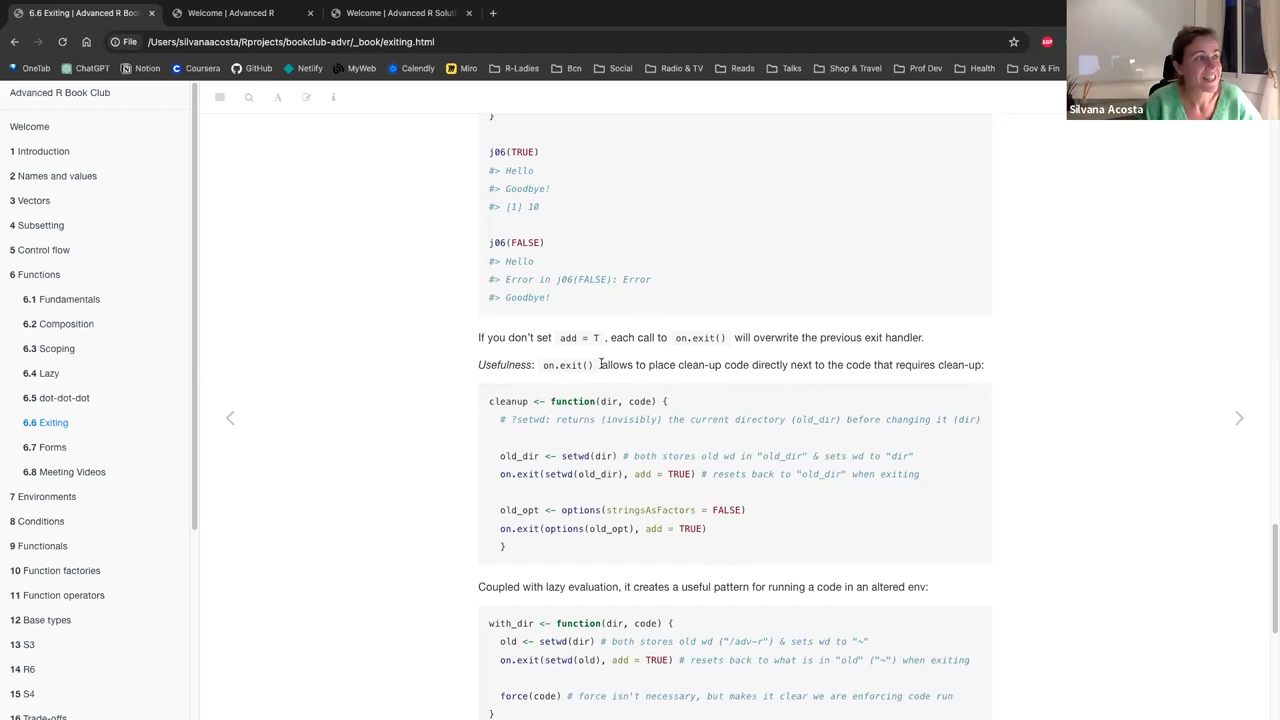 6.6 Exiting | Advanced R Book Cl
Welcome | Advanced R
Welcome | Advanced R Solution
File /Users/silvanaacosta/Rprojects/bookclub-advr/_book/exiting.html
OneTab ChatGPT Notion Coursera GitHub Netlify MyWeb Calendly Miro Ladies Bcn Social Radio & TV Reads Talks Shop & Trips Prof Dev Health Gov & Fin
Silvana Acosta
Advanced R Book Club
Welcome
1 Introduction
2 Names and values
3 Vectors
4 Subsetting
5 Control flow
6 Functions
6.1 Fundamentals
6.2 Composition
6.3 Scoping
6.4 Lazy
6.5 dot-dot-dot
6.6 Exiting
6.7 Forms
6.8 Meeting Videos
7 Environments
8 Conditions
9 Functionals
10 Function factories
11 Function operators
12 Base types
13 S3
14 R6
15 S4
16 Trade-offs
}
j06(TRUE)
#> Hello
#> Goodbye!
#> [1] 10
j06(FALSE)
#> Hello
#> Error in j06(FALSE): Error
#> Goodbye!
If you don't set add = T , each call to on.exit() will overwrite the previous exit handler.
Usefulness: on.exit() allows to place clean-up code directly next to the code that requires clean-up:
cleanup <- function(dir, code) {
# ?setwd: returns (invisibly) the current directory (old_dir) before changing it (dir)
old_dir <- setwd(dir) # both stores old wd in "old_dir" & sets wd to "dir"
on.exit(setwd(old_dir), add = TRUE) # resets back to "old_dir" when exiting
old_opt <- options(stringsAsFactors = FALSE)
on.exit(options(old_opt), add = TRUE)
}
Coupled with lazy evaluation, it creates a useful pattern for running a code in an altered env:
with_dir <- function(dir, code) {
old <- setwd(dir) # both stores old wd ("/adv-r") & sets wd to "~"
on.exit(setwd(old), add = TRUE) # resets back to what is in "old" ("~") when exiting
force(code) # force isn't necessary, but makes it clear we are enforcing code run
}